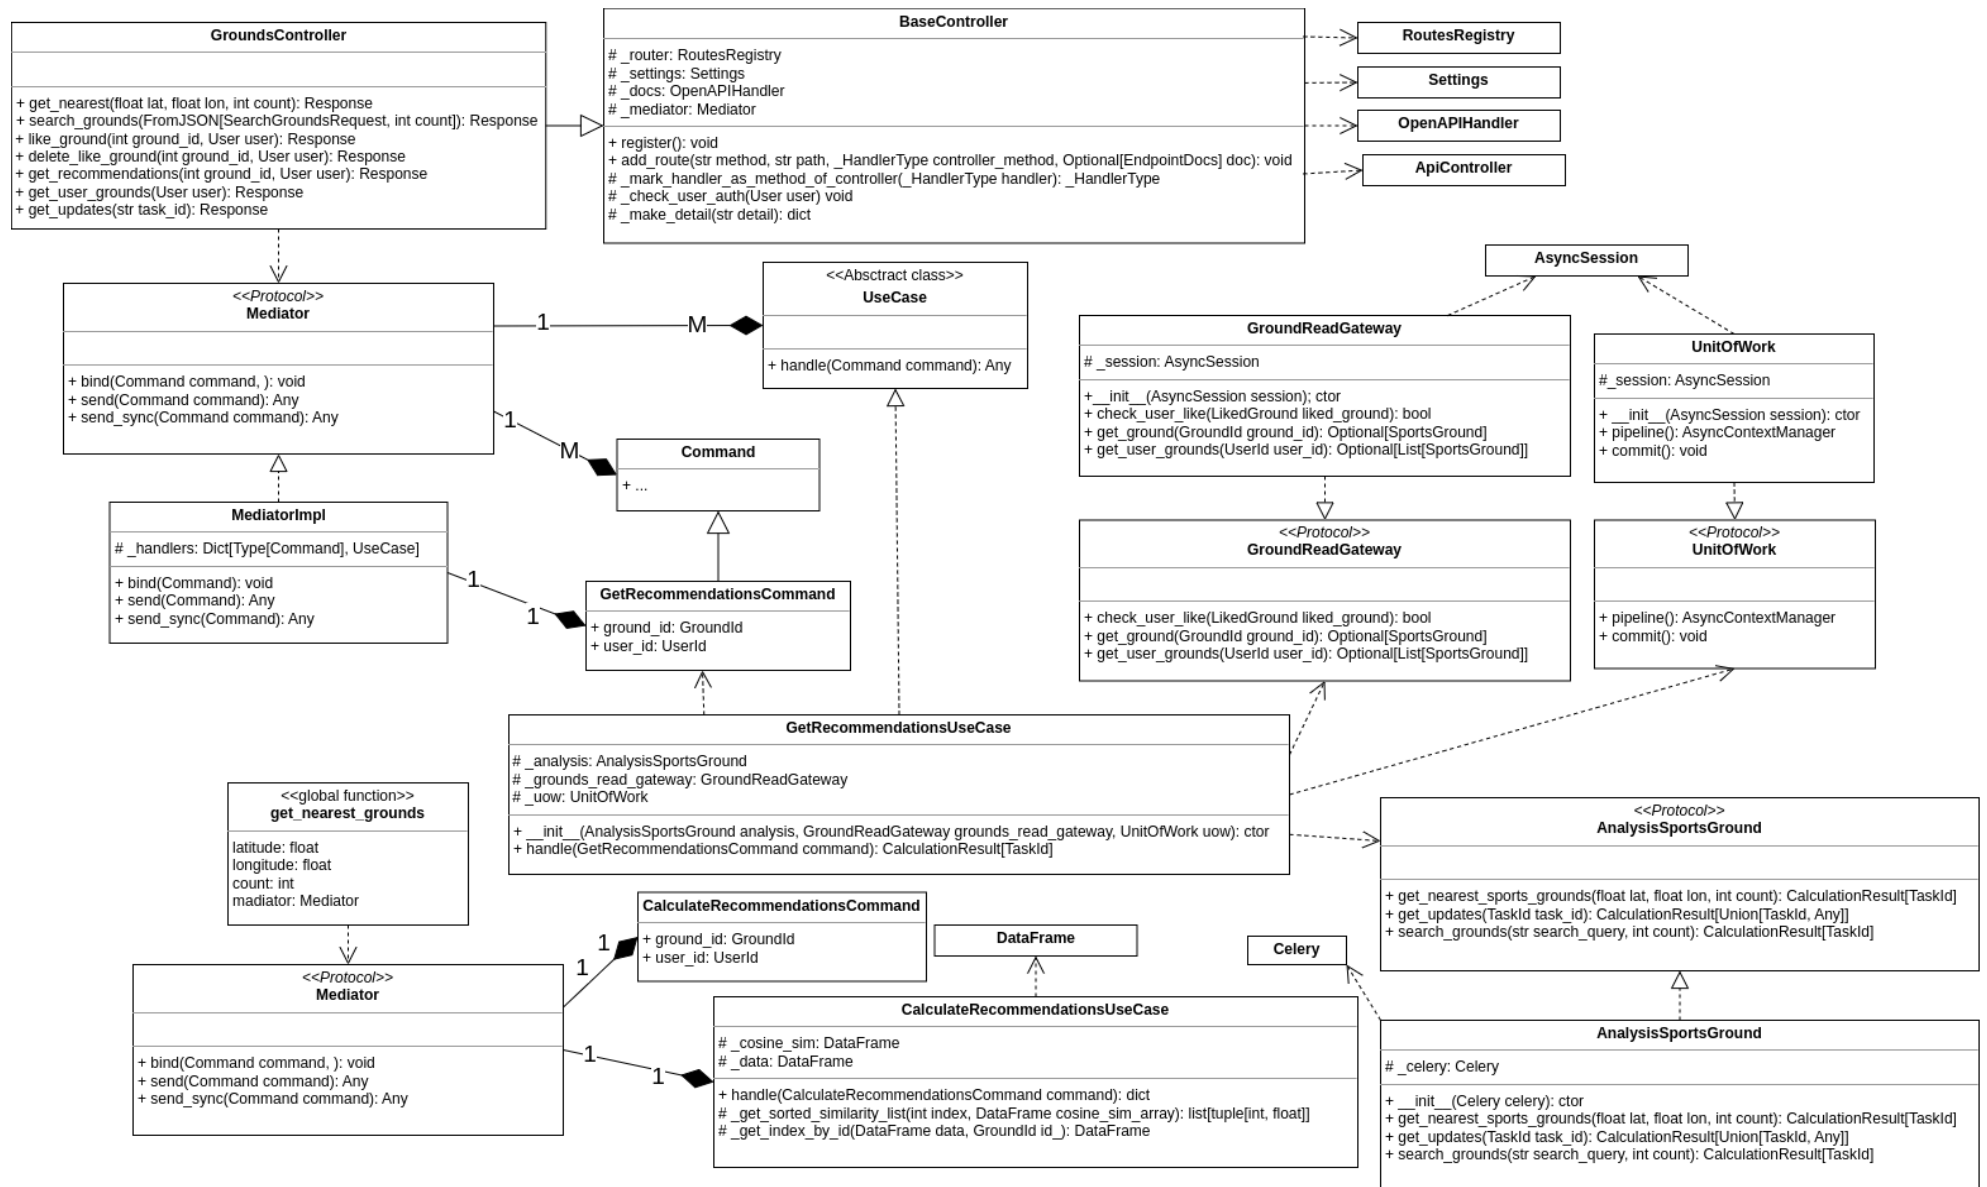 GroundsController
+ get_nearest(float lat, float lon, int count): Response
+ search_grounds(FromJSON[SearchGroundsRequest, int count]): Response
+ like_ground(int ground_id, User user): Response
+ delete_like_ground(int ground_id, User user): Response
+ get_recommendations(int ground_id, User user): Response
+ get_user_grounds(User user): Response
+ get_updates(str task_id): Response
BaseController
# _router: RoutesRegistry
# _settings: Settings
# _docs: OpenAPIHandler
# _mediator: Mediator
+ register(): void
+ add_route(str method, str path, _HandlerType controller_method, Optional[EndpointDocs] doc): void
# _mark_handler_as_method_of_controller(_HandlerType handler): _HandlerType
# _check_user_auth(User user) void
# _make_detail(str detail): dict
RoutesRegistry
Settings
OpenAPIHandler
ApiController
<<Protocol>>
Mediator
+ bind(Command command, ): void
+ send(Command command): Any
+ send_sync(Command command): Any
1
M
<<Absctract class>>
UseCase
+ handle(Command command): Any
1
M
Command
+ ...
AsyncSession
GroundReadGateway
# _session: AsyncSession
+__init__(AsyncSession session); ctor
+ check_user_like(LikedGround liked_ground): bool
+ get_ground(GroundId ground_id): Optional[SportsGround]
+ get_user_grounds(UserId user_id): Optional[List[SportsGround]]
UnitOfWork
#_session: AsyncSession
+ __init__(AsyncSession session): ctor
+ pipeline(): AsyncContextManager
+ commit(): void
MediatorImpl
# _handlers: Dict[Type[Command], UseCase]
+ bind(Command): void
+ send(Command): Any
+ send_sync(Command): Any
1
1
GetRecommendationsCommand
+ ground_id: GroundId
+ user_id: UserId
<<Protocol>>
GroundReadGateway
+ check_user_like(LikedGround liked_ground): bool
+ get_ground(GroundId ground_id): Optional[SportsGround]
+ get_user_grounds(UserId user_id): Optional[List[SportsGround]]
<<Protocol>>
UnitOfWork
+ pipeline(): AsyncContextManager
+ commit(): void
GetRecommendationsUseCase
# _analysis: AnalysisSportsGround
# _grounds_read_gateway: GroundReadGateway
# _uow: UnitOfWork
+ __init__(AnalysisSportsGround analysis, GroundReadGateway grounds_read_gateway, UnitOfWork uow): ctor
+ handle(GetRecommendationsCommand command): CalculationResult[TaskId]
<<global function>>
get_nearest_grounds
latitude: float
longitude: float
count: int
madiator: Mediator
<<Protocol>>
AnalysisSportsGround
+ get_nearest_sports_grounds(float lat, float lon, int count): CalculationResult[TaskId]
+ get_updates(TaskId task_id): CalculationResult[Union[TaskId, Any]]
+ search_grounds(str search_query, int count): CalculationResult[TaskId]
CalculateRecommendationsCommand
+ ground_id: GroundId
+ user_id: UserId
1
1
DataFrame
Celery
<<Protocol>>
Mediator
+ bind(Command command, ): void
+ send(Command command): Any
+ send_sync(Command command): Any
1
1
CalculateRecommendationsUseCase
# _cosine_sim: DataFrame
# _data: DataFrame
+ handle(CalculateRecommendationsCommand command): dict
# _get_sorted_similarity_list(int index, DataFrame cosine_sim_array): list[tuple[int, float]]
# _get_index_by_id(DataFrame data, GroundId id_): DataFrame
AnalysisSportsGround
# _celery: Celery
+ __init__(Celery celery): ctor
+ get_nearest_sports_grounds(float lat, float lon, int count): CalculationResult[TaskId]
+ get_updates(TaskId task_id): CalculationResult[Union[TaskId, Any]]
+ search_grounds(str search_query, int count): CalculationResult[TaskId]